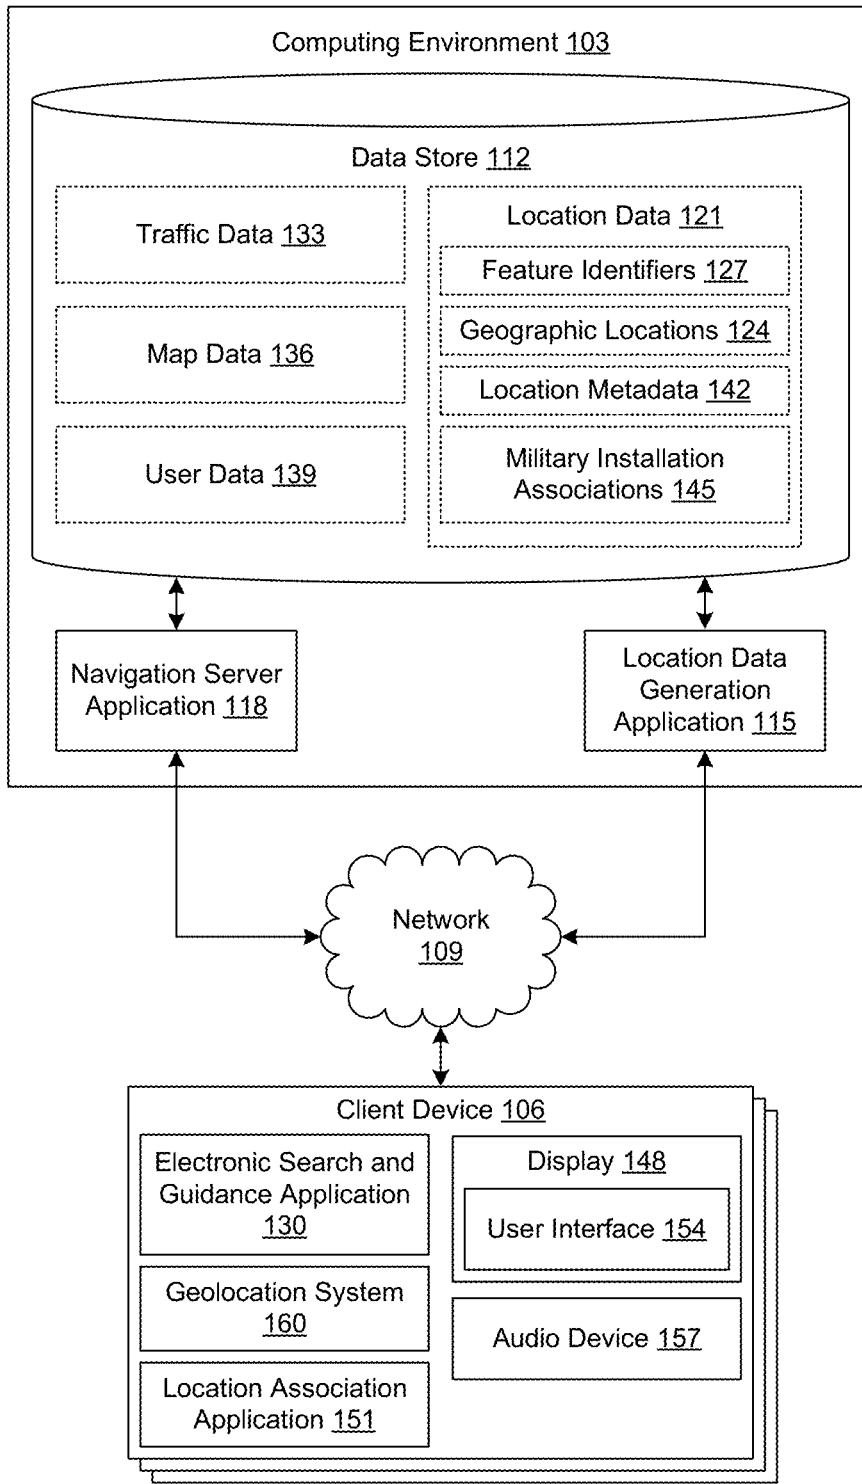 Computing Environment 103
Data Store 112
Traffic Data 133
Map Data 136
User Data 139
Location Data 121
Feature Identifiers 127
Geographic Locations 124
Location Metadata 142
Military Installation
Associations 145
Navigation Server
Application 118
Location Data
Generation
Application 115
Network
109
Client Device 106
Electronic Search and
Guidance Application
130
Geolocation System
160
Location Association
Application 151
Display 148
User Interface 154
Audio Device 157